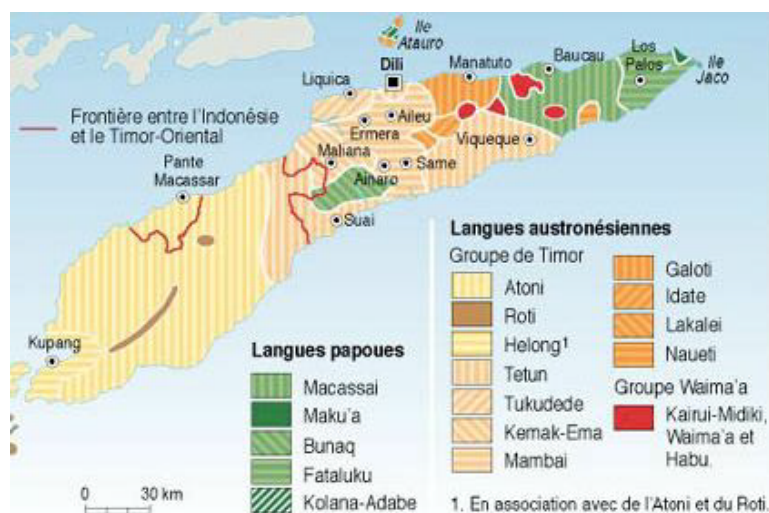 Ile
Atauro
Dili
Manatuto
Baucau
Los
Palos
Ile
Jaco
Liquica
Aileu
Ermera
Viqueque
Frontière entre l'Indonésie
et le Timor-Oriental
Maliana
Same
Ainaro
Pante
Macassar
Suai
Kupang
Langues papoues
Macassai
Maku'a
Bunaq
Fataluku
Kolana-Adabe
0 30 km
Langues austronésiennes
Groupe de Timor
Atoni
Roti
Helong¹
Tetun
Tukudede
Kemak-Ema
Mambai
Galoti
Idate
Lakalei
Naueti
Groupe Waima'a
Kairui-Midiki,
Waima'a et
Habu.
1. En association avec de l'Atoni et du Roti.